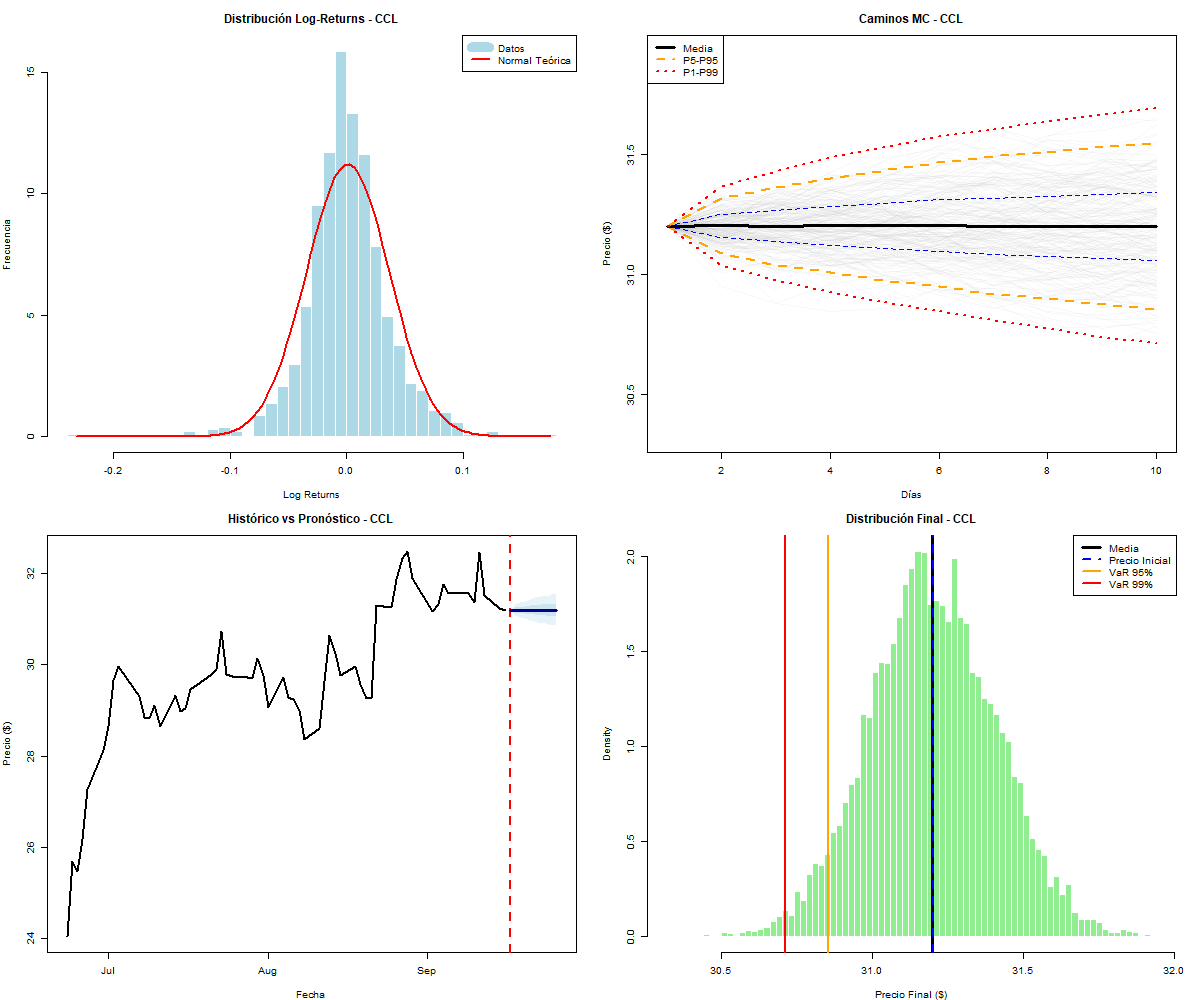 Distribución Log-Returns - CCL
Datos
Normal Teórica
Frecuencia
15
10
5
0
-0.2
-0.1
0.0
0.1
Log Returns
Caminos MC - CCL
Media
P5-P95
P1-P99
Precio ($)
31.5
31.0
30.5
2
4
6
8
10
Días
Histórico vs Pronóstico - CCL
Precio ($)
32
30
28
26
24
Jul
Aug
Sep
Fecha
Distribución Final - CCL
Media
Precio Inicial
VaR 95%
VaR 99%
Density
2.0
1.5
1.0
0.5
0.0
30.5
31.0
31.5
32.0
Precio Final ($)